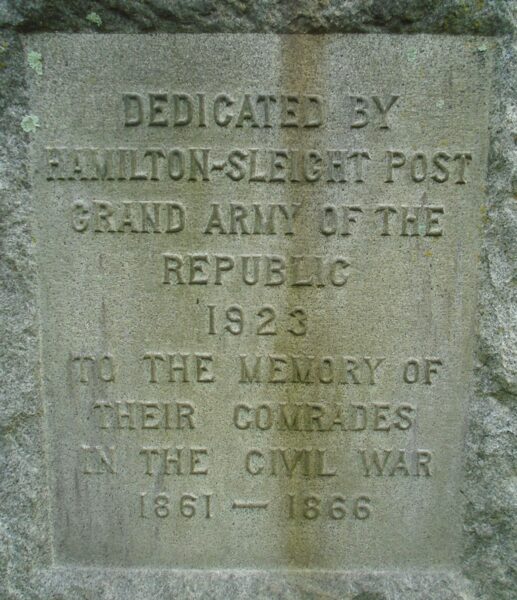 DEDICATED BY
HAMILTON-SLEIGHT POST
GRAND ARMY OF THE
REPUBLIC
1923
TO THE MEMORY OF
THEIR COMRADES
IN THE CIVIL WAR
1861 — 1866